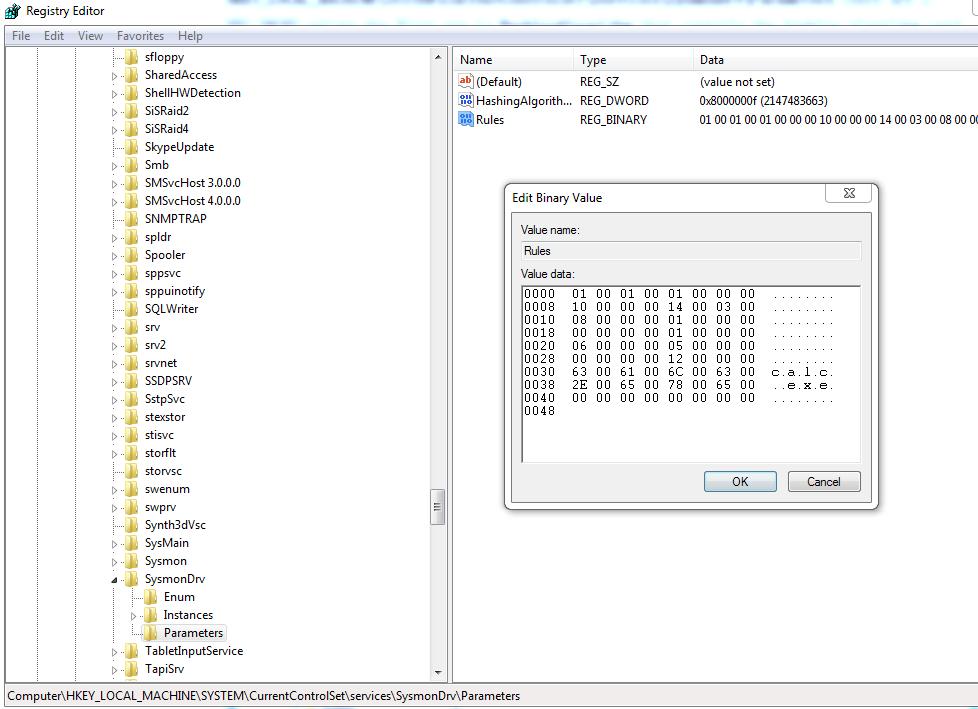 Registry Editor
File Edit View Favorites Help
sfloppy
SharedAccess
ShellHWDetection
SiSRaid2
SiSRaid4
SkypeUpdate
Smb
SMSvcHost 3.0.0.0
SMSvcHost 4.0.0.0
SNMPTRAP
spldr
Spooler
sppsvc
sppuinotify
SQLWriter
srv
srv2
srvnet
SSDPSRV
SstpSvc
stexstor
stisvc
storflt
storvsc
swenum
swprv
Synth3dVsc
SysMain
Sysmon
SysmonDrv
Enum
Instances
Parameters
TabletInputService
TapiSrv
Name Type Data
(Default) REG_SZ (value not set)
HashingAlgorith... REG_DWORD 0x8000000f (2147483663)
Rules REG_BINARY 01 00 01 00 01 00 00 00 10 00 00 00 14 00 03 00 08 00 00
Edit Binary Value
Value name:
Rules
Value data:
0000 01 00 01 00 01 00 00 00 ........
0008 10 00 00 00 14 00 03 00 ........
0010 08 00 00 00 01 00 00 00 ........
0018 00 00 00 00 01 00 00 00 ........
0020 06 00 00 00 05 00 00 00 ........
0028 00 00 00 00 12 00 00 00 ........
0030 63 00 61 00 6C 00 63 00 c.a.l.c.
0038 2E 00 65 00 78 00 65 00 ..e.x.e.
0040 00 00 00 00 00 00 00 00 ........
0048
OK Cancel
Computer\HKEY_LOCAL_MACHINE\SYSTEM\CurrentControlSet\services\SysmonDrv\Parameters